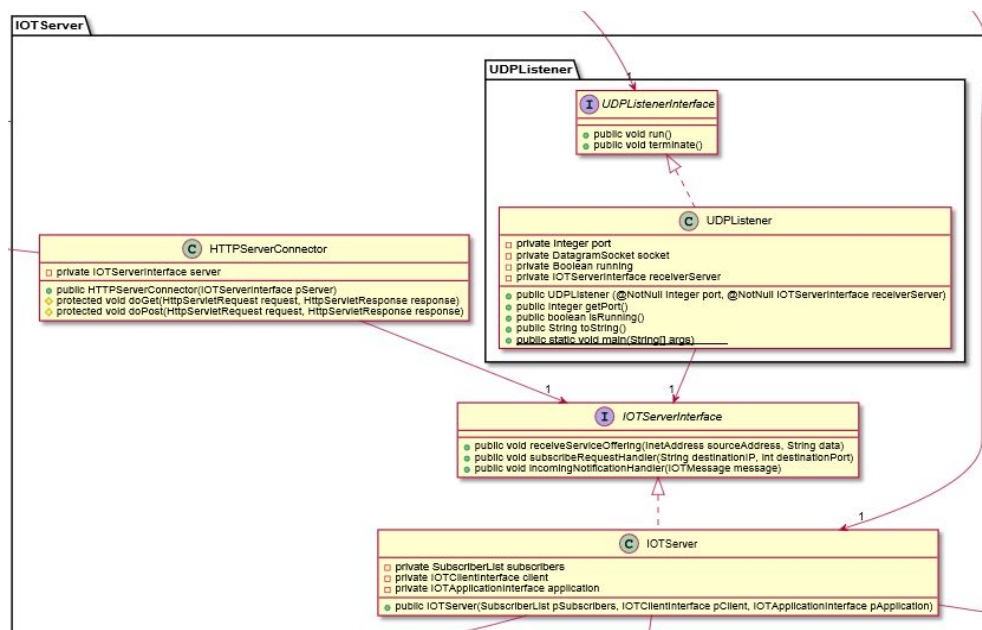 IOTServer
UDPListener
1
I UDPListenerInterface
public void run()
public void terminate()
C UDPListener
private Integer port
private DatagramSocket socket
private Boolean running
private IOTServerInterface receiverServer
public UDPListener (@NotNull Integer port, @NotNull IOTServerInterface receiverServer)
public Integer getPort()
public boolean isRunning()
public String toString()
public static void main(String[] args)
C HTTPServerConnector
private IOTServerInterface server
public HTTPServerConnector(IOTServerInterface pServer)
protected void doGet(HttpServletRequest request, HttpServletResponse response)
protected void doPost(HttpServletRequest request, HttpServletResponse response)
1
1
I IOTServerInterface
public void receiveServiceOffering(InetAddress sourceAddress, String data)
public void subscribeRequestHandler(String destinationIP, int destinationPort)
public void incomingNotificationHandler(IOTMessage message)
1
C IOTServer
private SubscriberList subscribers
private IOTClientInterface client
private IOTApplicationInterface application
public IOTServer(SubscriberList pSubscribers, IOTClientInterface pClient, IOTApplicationInterface pApplication)